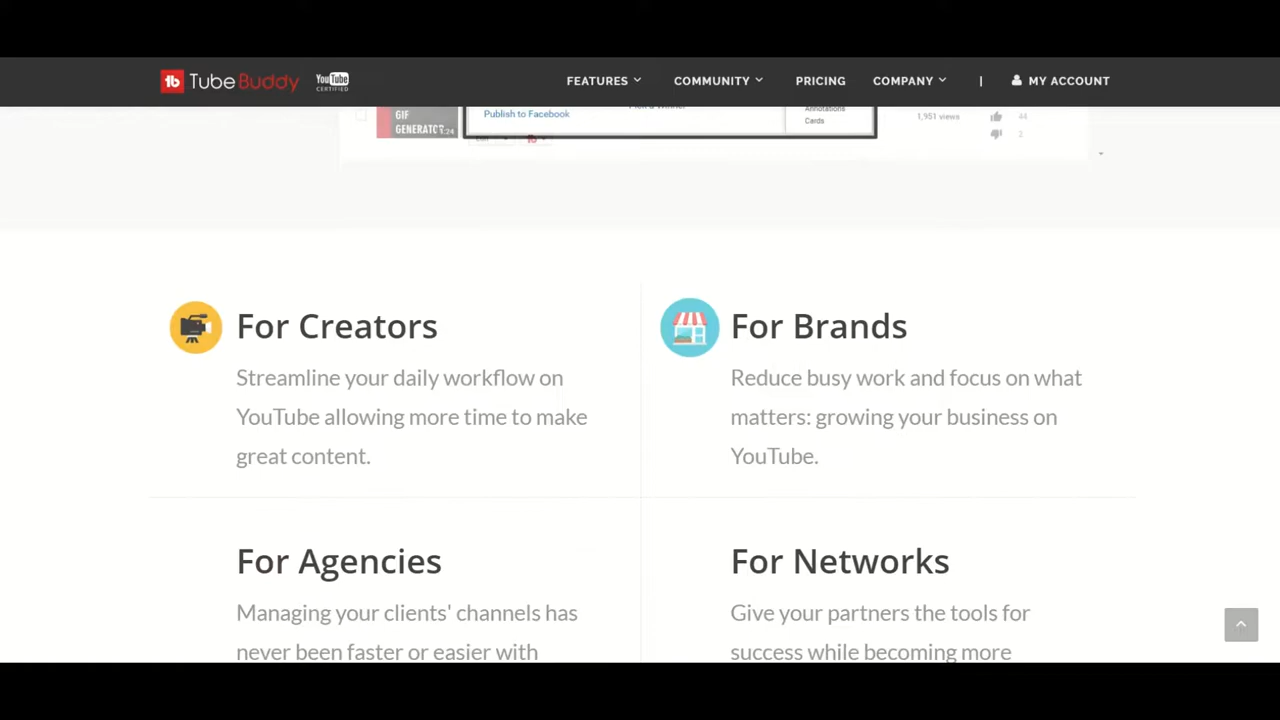 TubeBuddy
YouTube
CERTIFIED
FEATURES
COMMUNITY
PRICING
COMPANY
|
MY ACCOUNT
GIF
GENERATOR
Publish to Facebook
Annotations
Cards
1,951 views
44
2
For Creators
Streamline your daily workflow on
YouTube allowing more time to make
great content.
For Brands
Reduce busy work and focus on what
matters: growing your business on
YouTube.
For Agencies
Managing your clients' channels has
never been faster or easier with
For Networks
Give your partners the tools for
success while becoming more